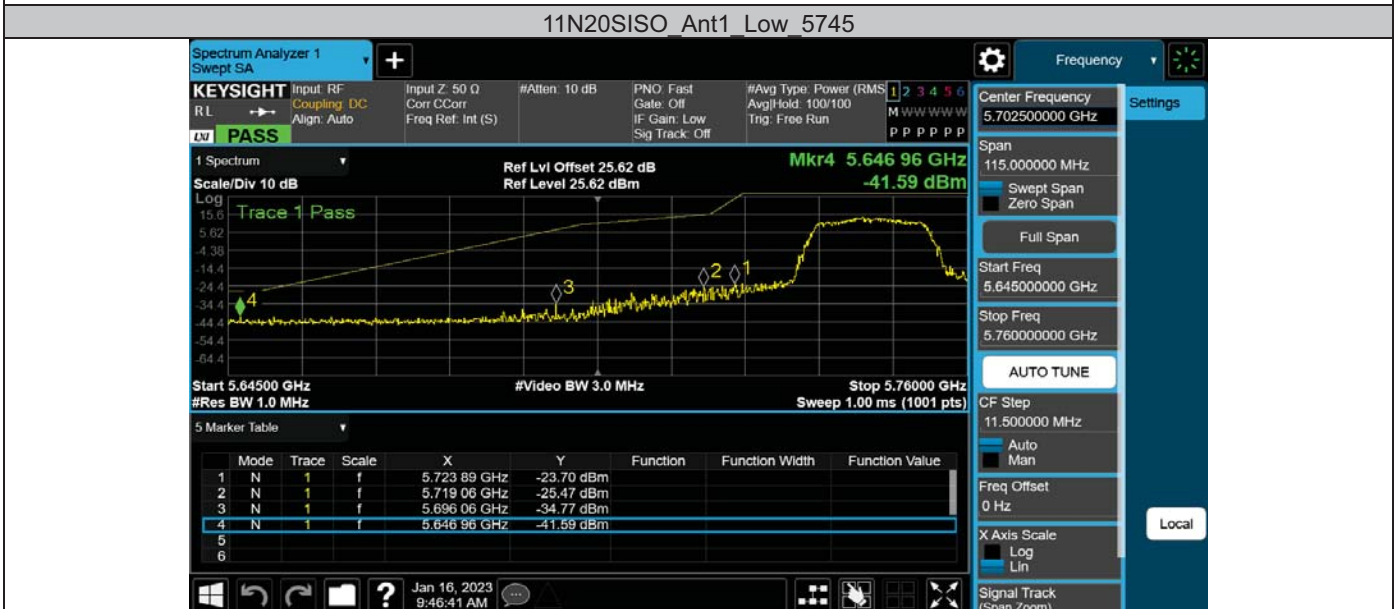 11N20SISO_Ant1_Low_5745
Spectrum Analyzer 1
Swept SA
+
Frequency
KEYSIGHT
RL
LXI
PASS
Input: RF
Coupling: DC
Align: Auto
Input Z: 50 Ω
Corr CCorr
Freq Ref: Int (S)
#Atten: 10 dB
PNO: Fast
Gate: Off
IF Gain: Low
Sig Track: Off
#Avg Type: Power (RMS
Avg|Hold: 100/100
Trig: Free Run
1 2 3 4 5 6
M W W W W W
P P P P P P
Center Frequency
5.702500000 GHz
Settings
Span
115.000000 MHz
Swept Span
Zero Span
Full Span
Start Freq
5.645000000 GHz
Stop Freq
5.760000000 GHz
AUTO TUNE
CF Step
11.500000 MHz
Auto
Man
Freq Offset
0 Hz
X Axis Scale
Log
Lin
Signal Track
(Span Zoom)
Local
1 Spectrum
Scale/Div 10 dB
Ref Lvl Offset 25.62 dB
Ref Level 25.62 dBm
Mkr4 5.646 96 GHz
-41.59 dBm
Log
Trace 1 Pass
15.6
5.62
-4.38
-14.4
-24.4
-34.4
-44.4
-54.4
-64.4
4
3
2
1
Start 5.64500 GHz
#Res BW 1.0 MHz
#Video BW 3.0 MHz
Stop 5.76000 GHz
Sweep 1.00 ms (1001 pts)
5 Marker Table
Mode Trace Scale X Y Function Function Width Function Value
1 N 1 f 5.723 89 GHz -23.70 dBm
2 N 1 f 5.719 06 GHz -25.47 dBm
3 N 1 f 5.696 06 GHz -34.77 dBm
4 N 1 f 5.646 96 GHz -41.59 dBm
5
6
?
Jan 16, 2023
9:46:41 AM